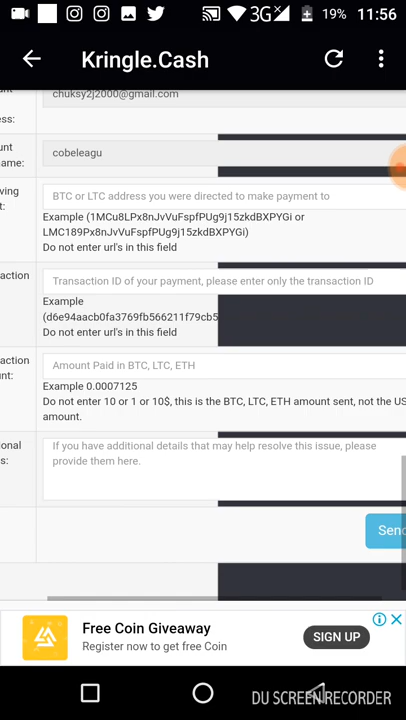 3G 19% 11:56
Kringle.Cash
chuksy2j2000@gmail.com
ss:
unt
name:
cobeleagu
ving
t:
BTC or LTC address you were directed to make payment to
Example (1MCu8LPx8nJvVuFspfPUg9j15zkdBXPYGi or
LMC189Px8nJvVuFspfPUg9j15zkdBXPYGi)
Do not enter url's in this field
action
Transaction ID of your payment, please enter only the transaction ID
Example
(d6e94aacb0fa3769fb566211f79cb5
Do not enter url's in this field
action
unt:
Amount Paid in BTC, LTC, ETH
Example 0.0007125
Do not enter 10 or 1 or 10$, this is the BTC, LTC, ETH amount sent, not the US
amount.
ional
s:
If you have additional details that may help resolve this issue, please
provide them here.
Send
Free Coin Giveaway
Register now to get free Coin
SIGN UP
DU SCREEN RECORDER